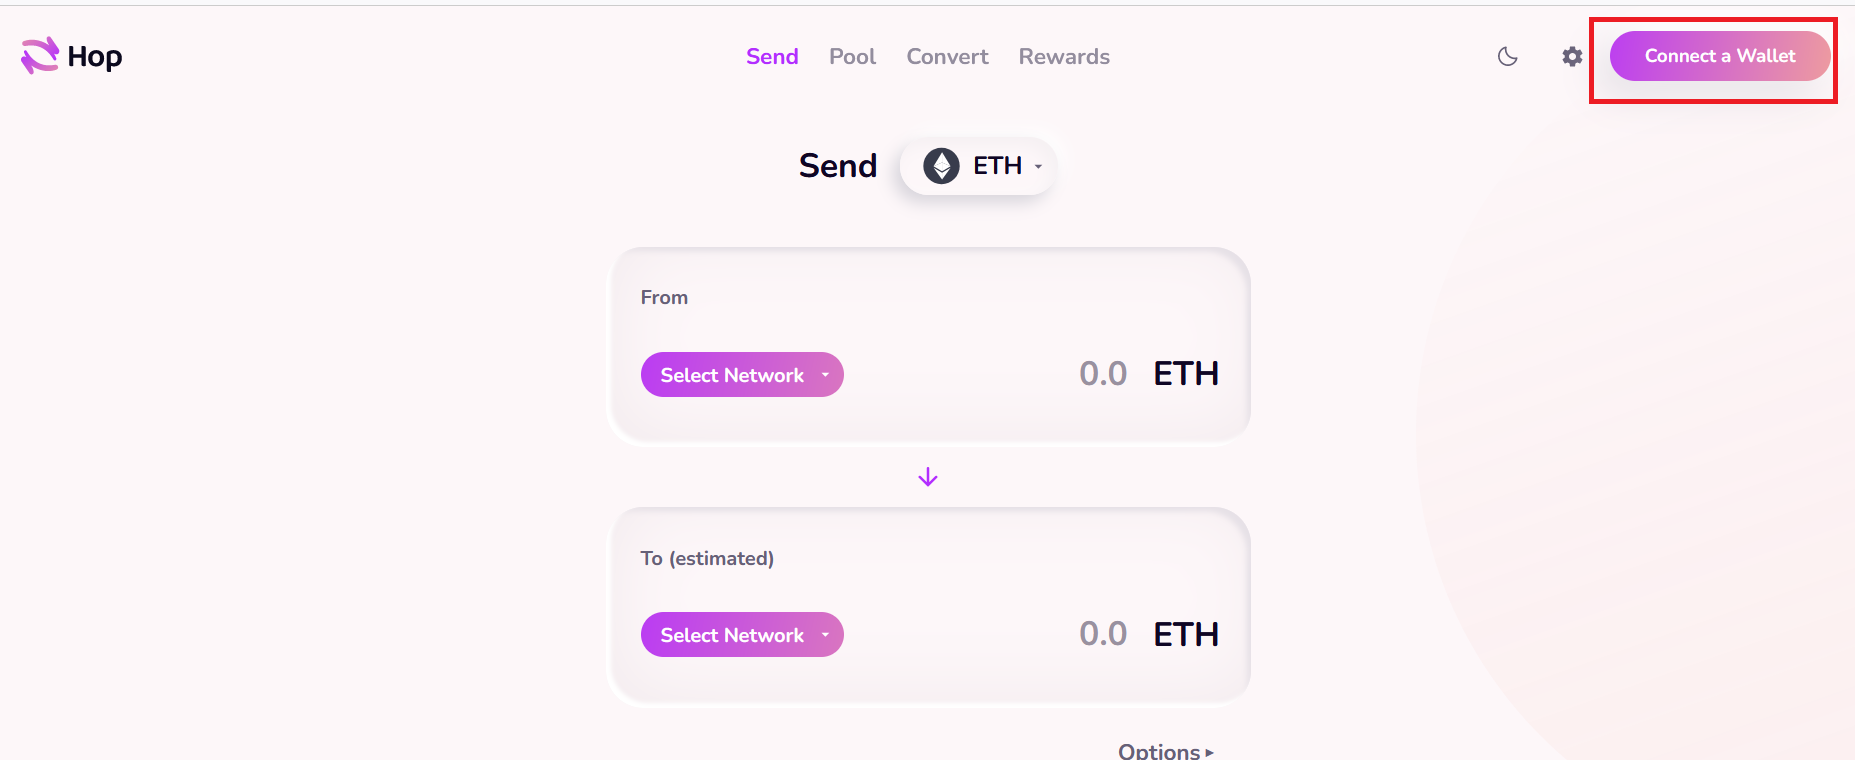 Hop
Send Pool Convert Rewards
Connect a Wallet
Send ETH
From
Select Network 0.0 ETH
To (estimated)
Select Network 0.0 ETH
Options